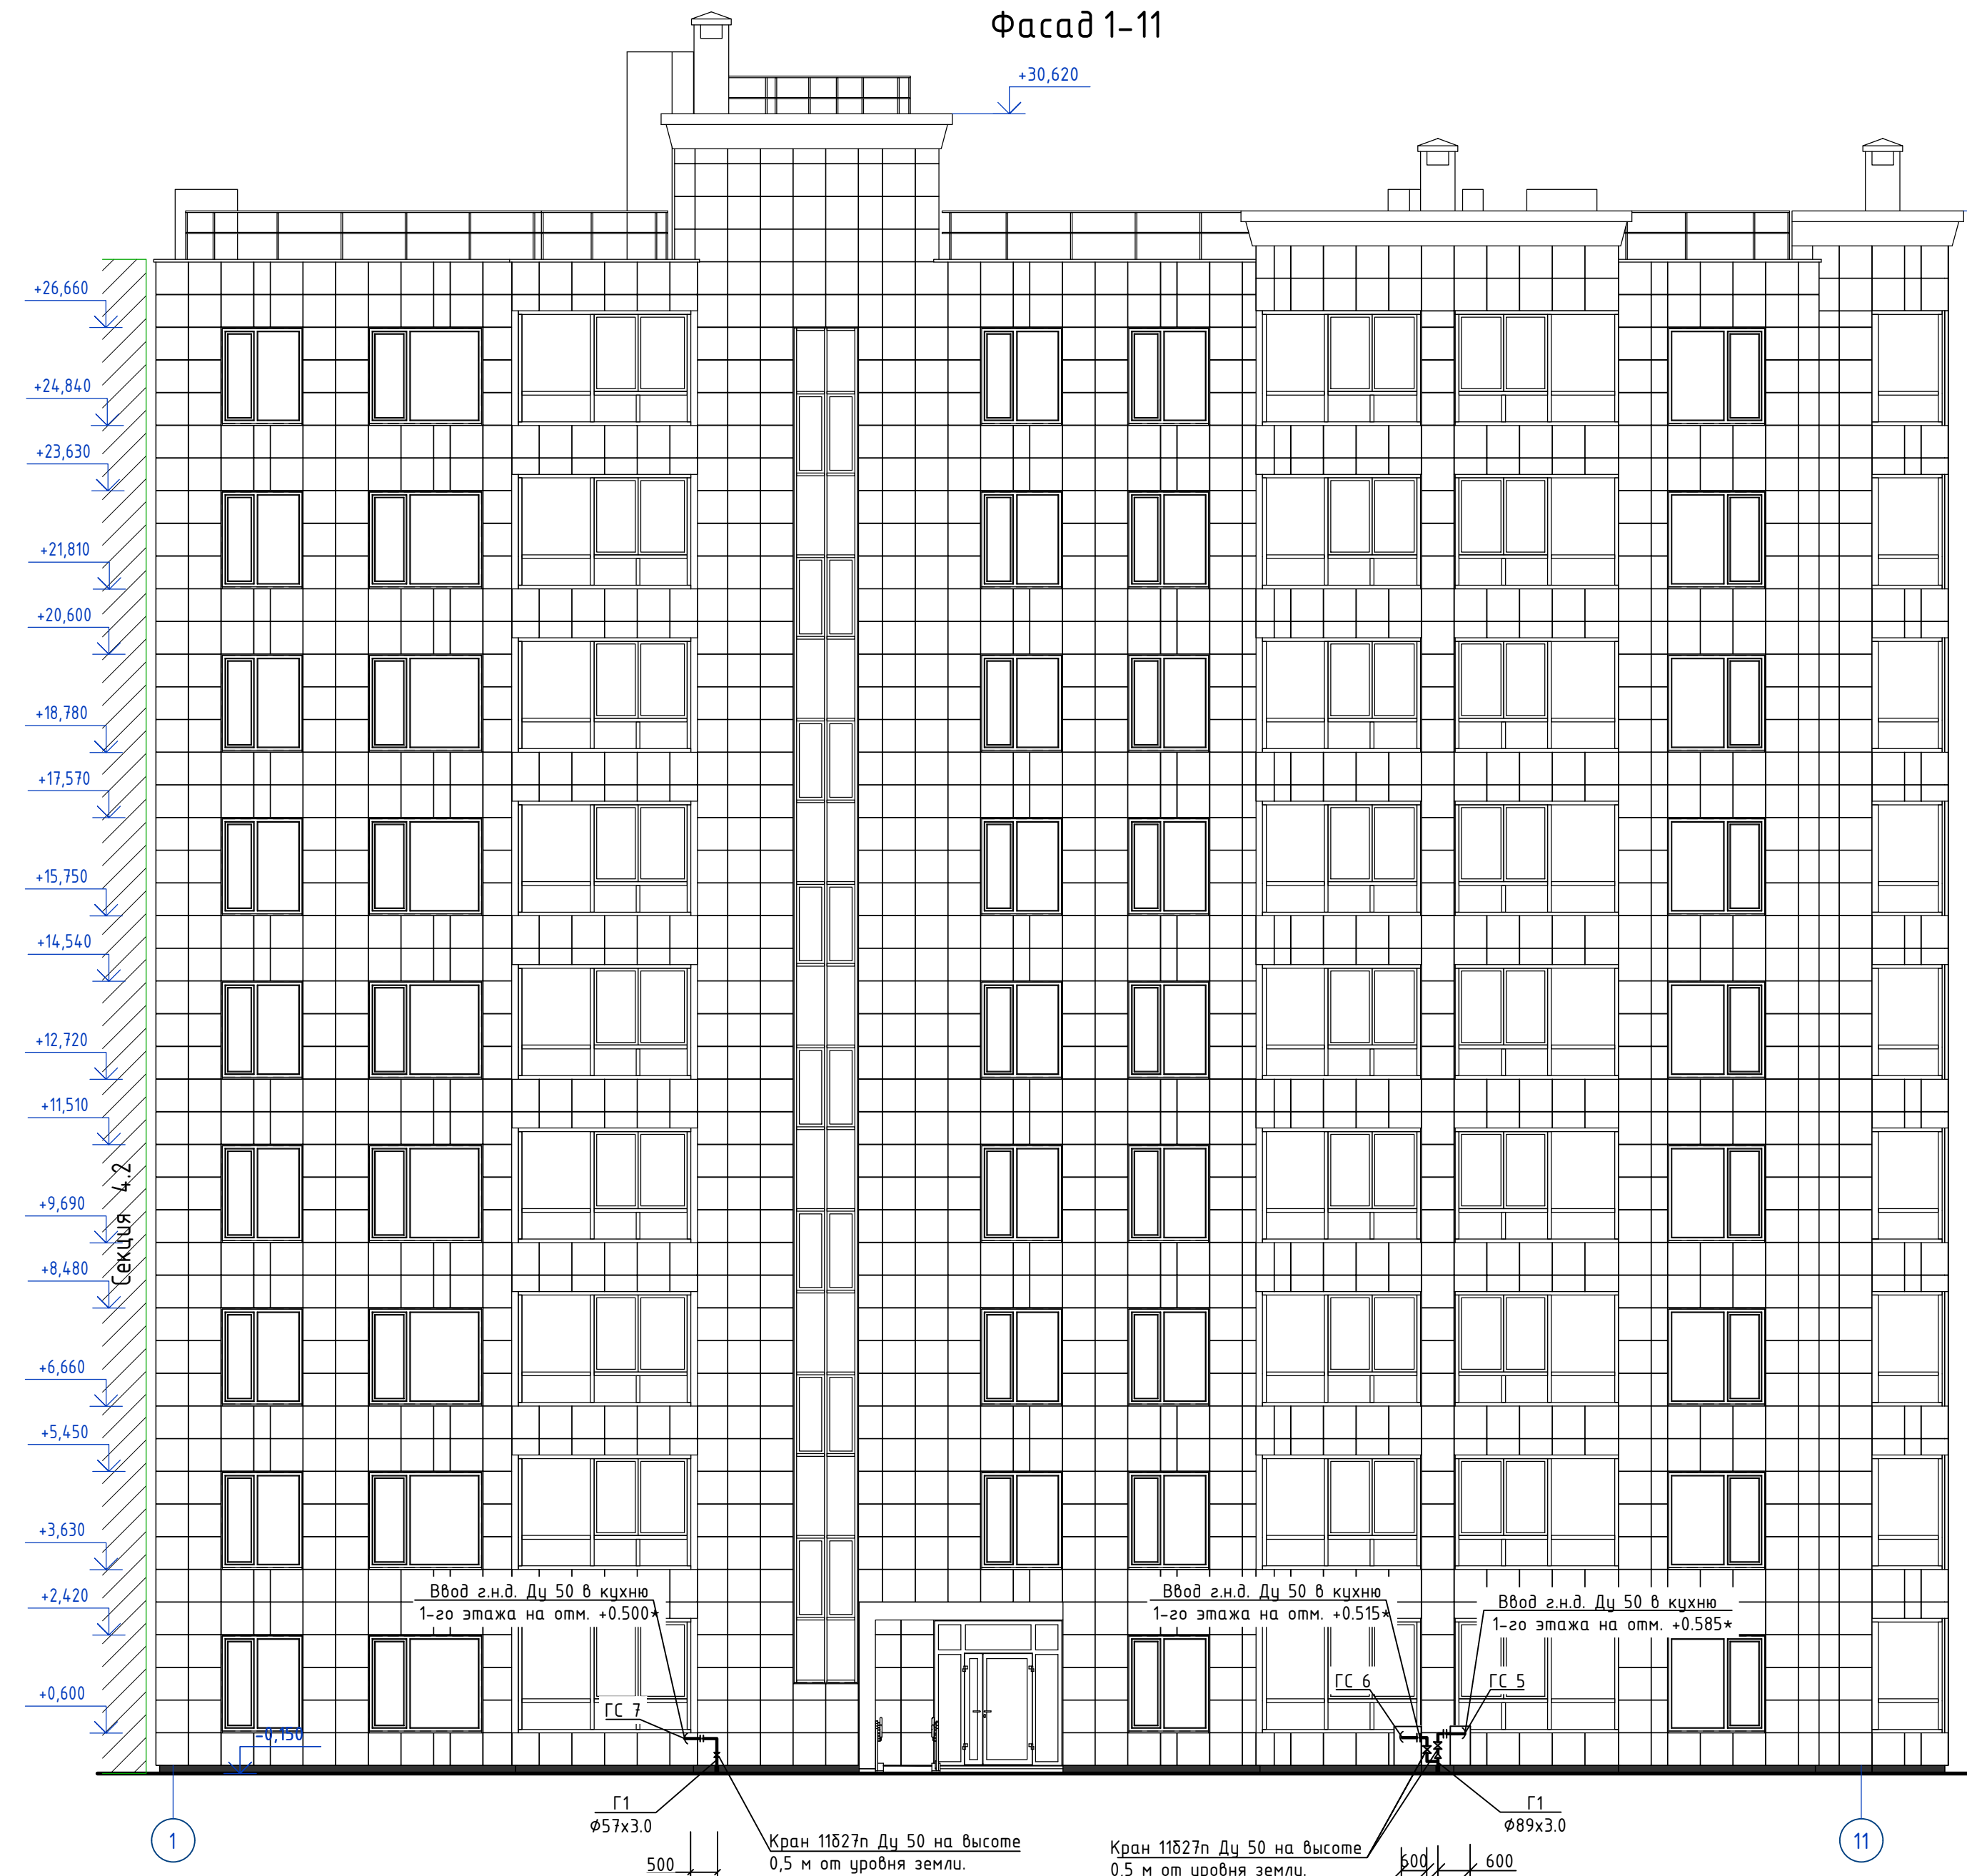 Фасад 1-11
+30,620
+26,660
+24,840
+23,630
+21,810
+20,600
+18,780
+17,570
+15,750
+14,540
+12,720
+11,510
+9,690
+8,480
+6,660
+5,450
+3,630
+2,420
+0,600
-0,150
Секция 4.2
Ввод г.н.д. Ду 50 в кухню
1-го этажа на отм. +0.500*
Ввод г.н.д. Ду 50 в кухню
1-го этажа на отм. +0.515*
Ввод г.н.д. Ду 50 в кухню
1-го этажа на отм. +0.585*
ГС 7
ГС 6
ГС 5
Г1
Ф57х3.0
Г1
Ф89х3.0
1
11
Кран 11б27п Ду 50 на высоте
0,5 м от уровня земли.
Кран 11б27п Ду 50 на высоте
0,5 м от уровня земли.
500
600
600